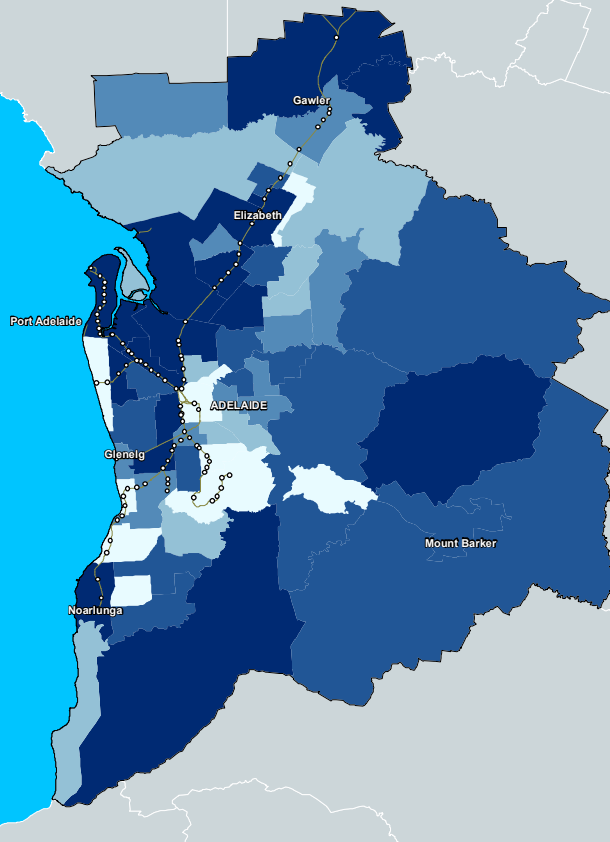 Gawler
Elizabeth
Port Adelaide
ADELAIDE
Glenelg
Mount Barker
Noarlunga